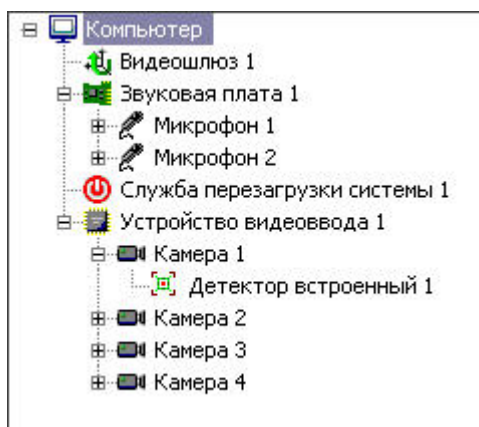 Компьютер
Видеошлюз 1
Звуковая плата 1
Микрофон 1
Микрофон 2
Служба перезагрузки системы 1
Устройство видеоввода 1
Камера 1
Детектор встроенный 1
Камера 2
Камера 3
Камера 4